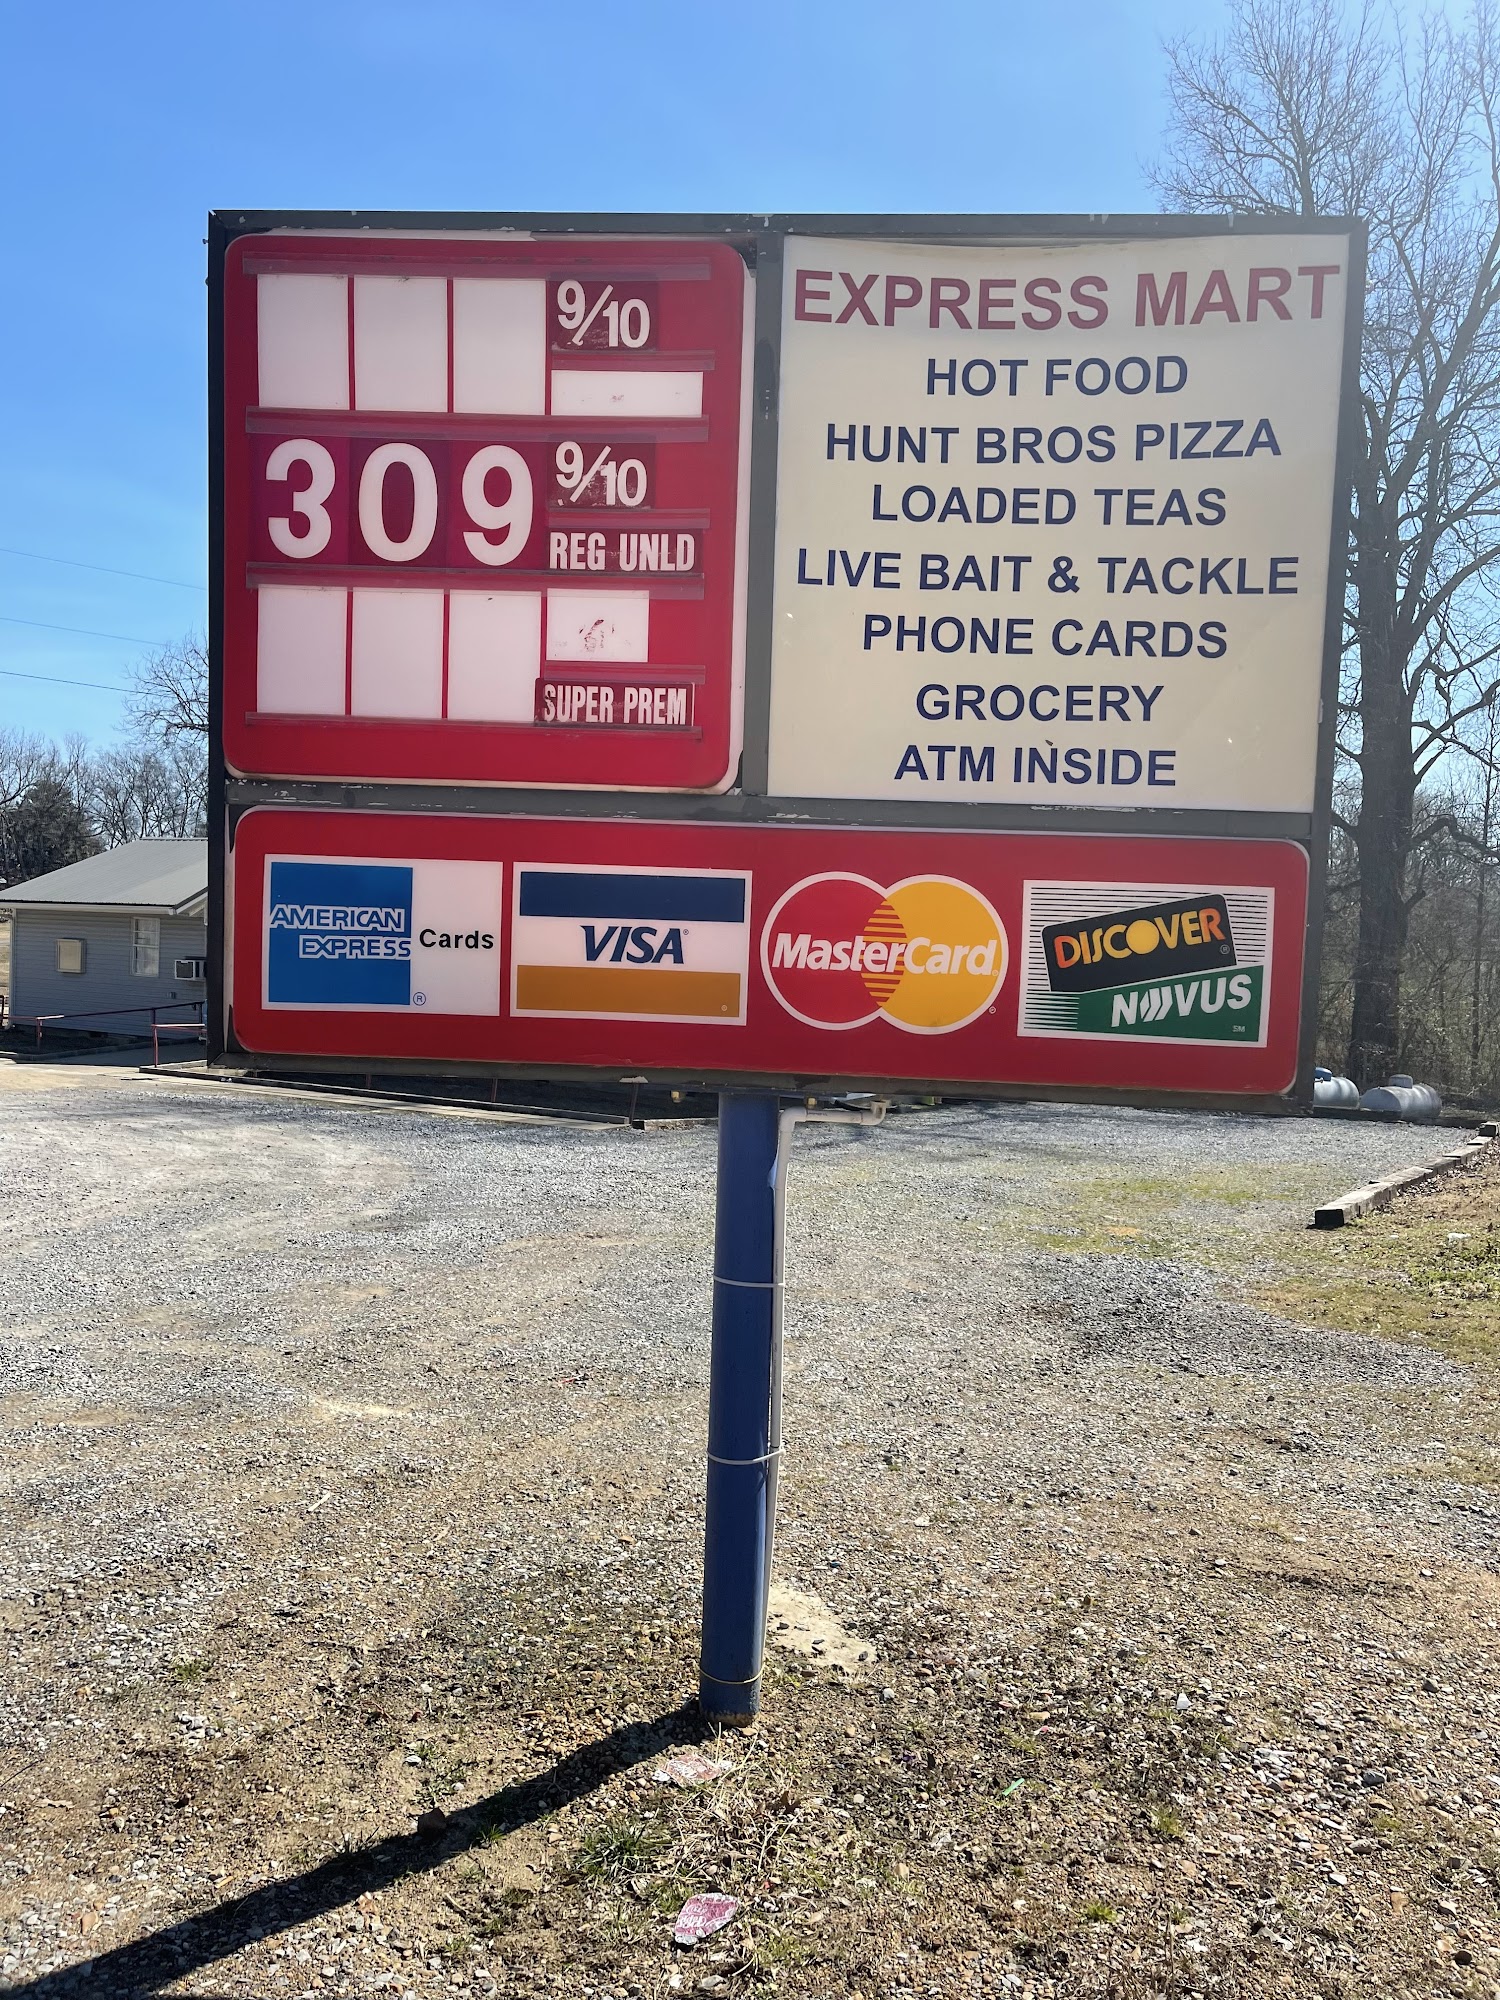 9/10
309 9/10
REG UNLD
SUPER PREM
EXPRESS MART
HOT FOOD
HUNT BROS PIZZA
LOADED TEAS
LIVE BAIT & TACKLE
PHONE CARDS
GROCERY
ATM INSIDE
AMERICAN
EXPRESS
®
Cards
VISA®
MasterCard
DISCOVER®
NOVUS
SM